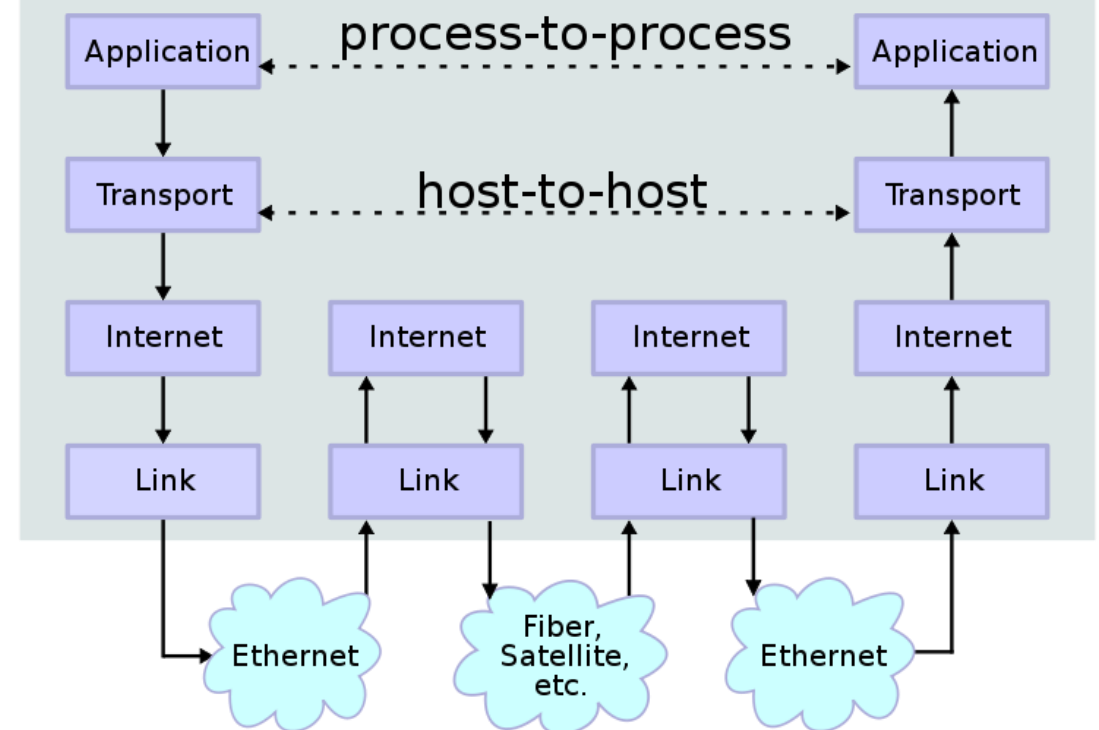 process-to-process
Application
Application
host-to-host
Transport
Transport
Internet
Internet
Internet
Internet
Link
Link
Link
Link
Ethernet
Fiber,
Satellite,
etc.
Ethernet